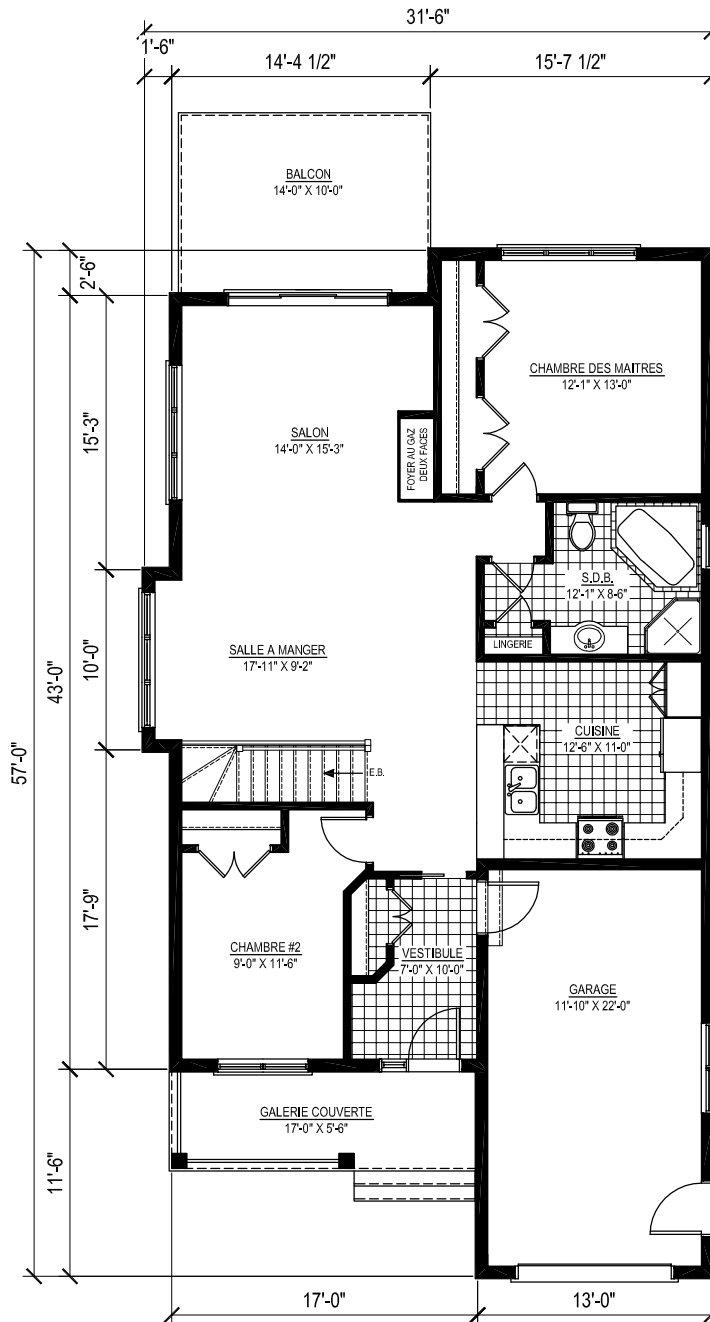 31'-6"
1'-6"
14'-4 1/2"
15'-7 1/2"
BALCON
14'-0" X 10'-0"
2'-6"
CHAMBRE DES MAITRES
12'-1" X 13'-0"
SALON
14'-0" X 15'-3"
FOYER AU GAZ
DEUX FACES
15'-3"
S.D.B.
12'-1" X 8'-6"
LINGERIE
SALLE A MANGER
17'-11" X 9'-2"
10'-0"
43'-0"
57'-0"
CUISINE
12'-6" X 11'-0"
E.B.
17'-9"
CHAMBRE #2
9'-0" X 11'-6"
VESTIBULE
7'-0" X 10'-0"
GARAGE
11'-10" X 22'-0"
GALERIE COUVERTE
17'-0" X 5'-6"
11'-6"
17'-0"
13'-0"